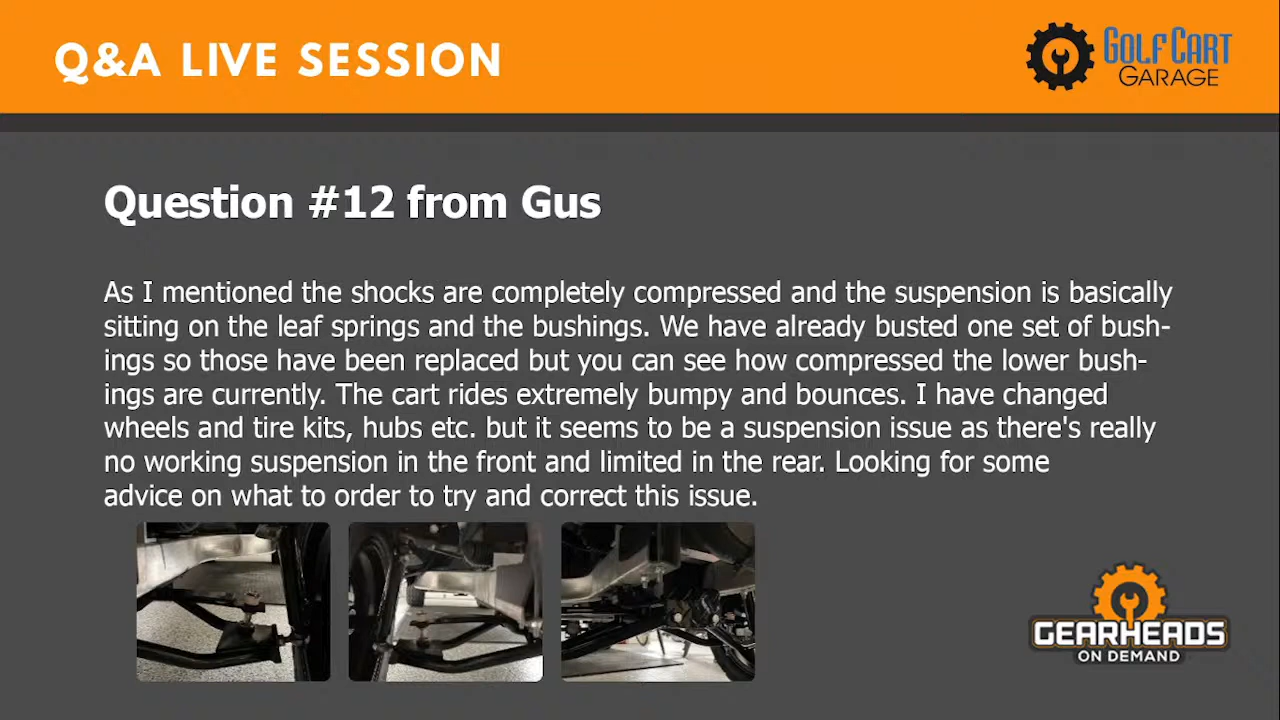 Q&A LIVE SESSION
GOLF CART
GARAGE
Question #12 from Gus
As I mentioned the shocks are completely compressed and the suspension is basically
sitting on the leaf springs and the bushings. We have already busted one set of bush-
ings so those have been replaced but you can see how compressed the lower bush-
ings are currently. The cart rides extremely bumpy and bounces. I have changed
wheels and tire kits, hubs etc. but it seems to be a suspension issue as there's really
no working suspension in the front and limited in the rear. Looking for some
advice on what to order to try and correct this issue.
GEARHEADS
ON DEMAND